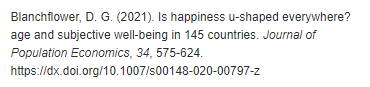 Blanchflower, D. G. (2021). Is happiness u-shaped everywhere?
age and subjective well-being in 145 countries. Journal of
Population Economics, 34, 575-624.
https://dx.doi.org/10.1007/s00148-020-00797-z